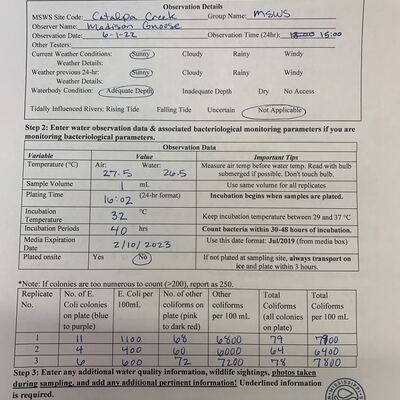 Observation Details
MSWS Site Code: Catalpa Creek Group Name: MSWS
Observer Name: Madison Gnoose
Observation Date: 6-1-22 Observation Time (24hr): 15:00
Other Testers:
Current Weather Conditions: Sunny Cloudy Rainy Windy
Weather Details:
Weather previous 24-hr: Sunny Cloudy Rainy Windy
Weather Details:
Waterbody Condition: Adequate Depth Inadequate Depth Dry No Access
Tidally Influenced Rivers: Rising Tide Falling Tide Uncertain Not Applicable
Step 2: Enter water observation data & associated bacteriological monitoring parameters if you are
monitoring bacteriological parameters.
Observation Data
Variable Value Important Tips
Temperature (°C) Air: 27.5 Water: 26.5 Measure air temp before water temp. Read with bulb
submerged if possible. Don't touch bulb.
Sample Volume 1 mL Use same volume for all replicates
Plating Time 16:02 (24-hr format) Incubation begins when samples are plated.
Incubation
Temperature 32 °C Keep incubation temperature between 29 and 37 °C
Incubation Periods 40 hrs Count bacteria within 30-48 hours of incubation.
Media Expiration
Date 2/10/2023 Use this date format: Jul/2019 (from media box)
Plated onsite Yes No If not plated at sampling site, always transport on
ice and plate within 3 hours.
*Note: If colonies are too numerous to count (>200), report as 250.
Replicate No. of E. E. Coli per No. of other Other Total Total
No. Coli colonies 100mL coliforms coliforms Coliforms Coliforms
on plate (blue on plate (pink per 100 mL (all colonies per 100 mL
to purple) to dark red) on plate)
1 11 1100 68 6800 79 7900
2 4 400 60 6000 64 6400
3 6 600 72 7200 78 7800
Step 3: Enter any additional water quality information, wildlife sightings, photos taken
during sampling, and add any additional pertinent information! Underlined information
is required.